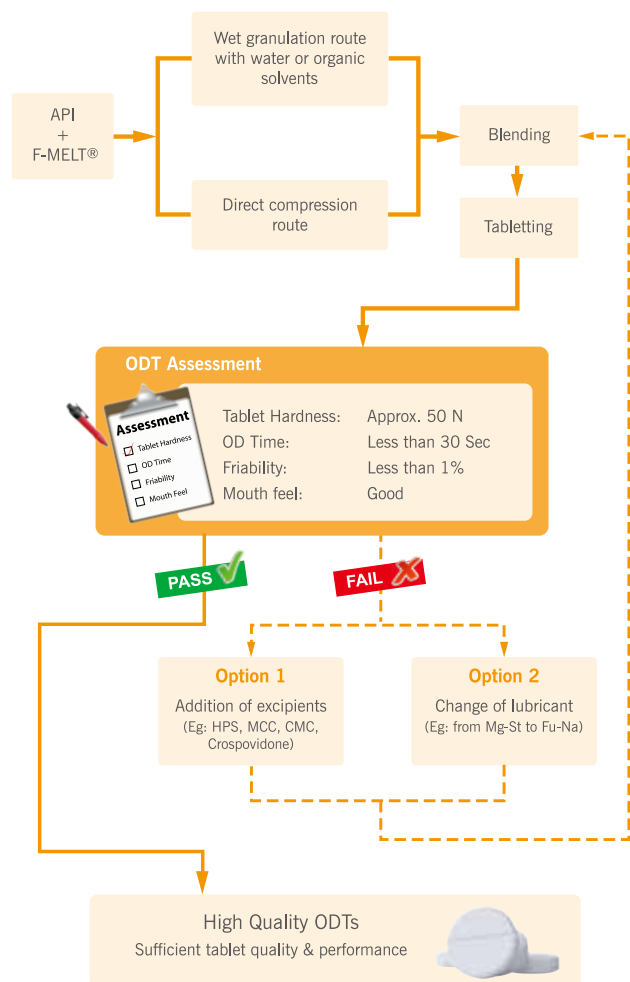 Wet granulation route
with water or organic
solvents
API
+
F-MELT®
Blending
Direct compression
route
Tabletting
ODT Assessment
Assessment
Tablet Hardness
OD Time
Friability
Mouth Feel
Tablet Hardness: Approx. 50 N
OD Time: Less than 30 Sec
Friability: Less than 1%
Mouth feel: Good
PASS
FAIL
Option 1
Addition of excipients
(Eg: HPS, MCC, CMC,
Crospovidone)
Option 2
Change of lubricant
(Eg: from Mg-St to Fu-Na)
High Quality ODTs
Sufficient tablet quality & performance